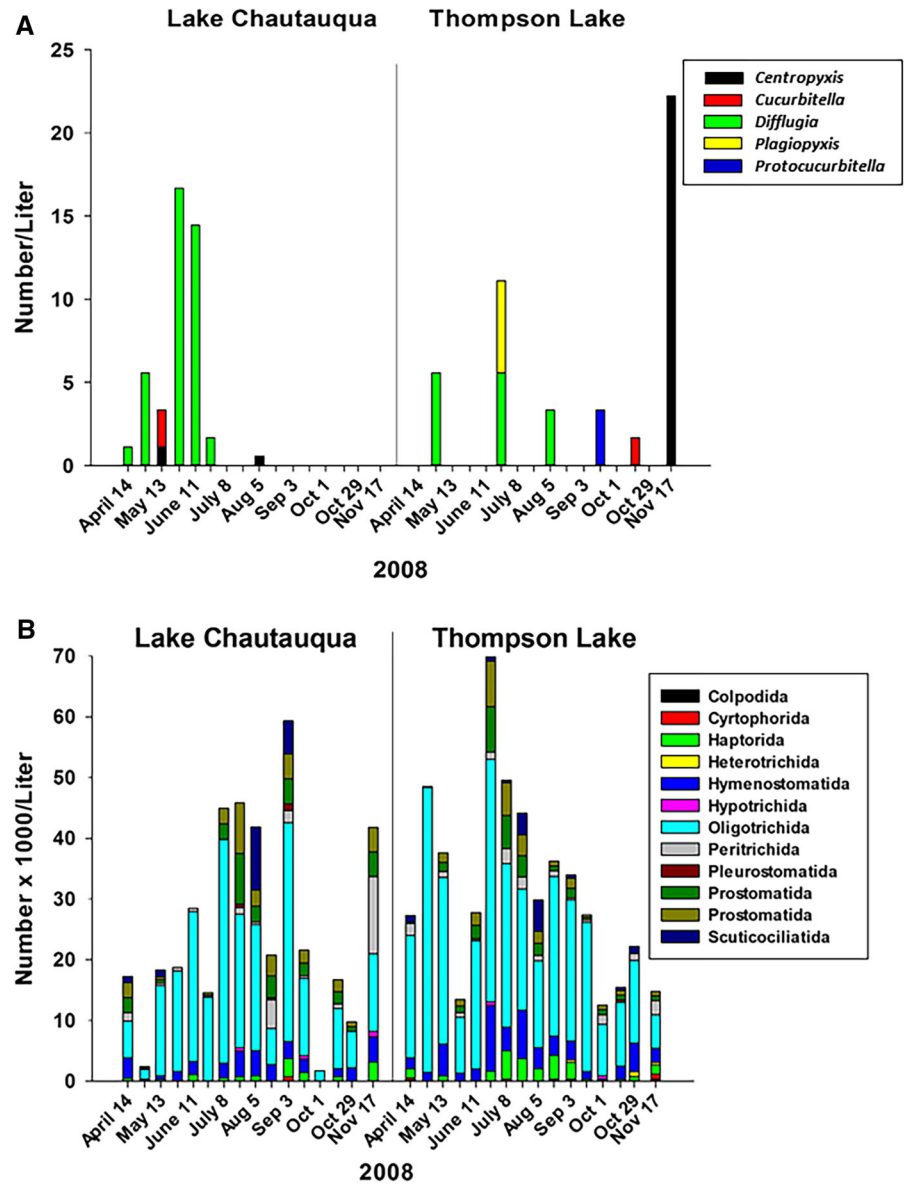 A
Lake Chautauqua
Thompson Lake
25
20
15
10
5
0
Number/Liter
Centropyxis
Cucurbitella
Difflugia
Plagiopyxis
Protocucurbitella
April 14
May 13
June 11
July 8
Aug 5
Sep 3
Oct 1
Oct 29
Nov 17
April 14
May 13
June 11
July 8
Aug 5
Sep 3
Oct 1
Oct 29
Nov 17
2008
B
Lake Chautauqua
Thompson Lake
70
60
50
40
30
20
10
0
Number x 1000/Liter
Colpodida
Cyrtophorida
Haptorida
Heterotrichida
Hymenostomatida
Hypotrichida
Oligotrichida
Peritrichida
Pleurostomatida
Prostomatida
Prostomatida
Scuticociliatida
April 14
May 13
June 11
July 8
Aug 5
Sep 3
Oct 1
Oct 29
Nov 17
April 14
May 13
June 11
July 8
Aug 5
Sep 3
Oct 1
Oct 29
Nov 17
2008